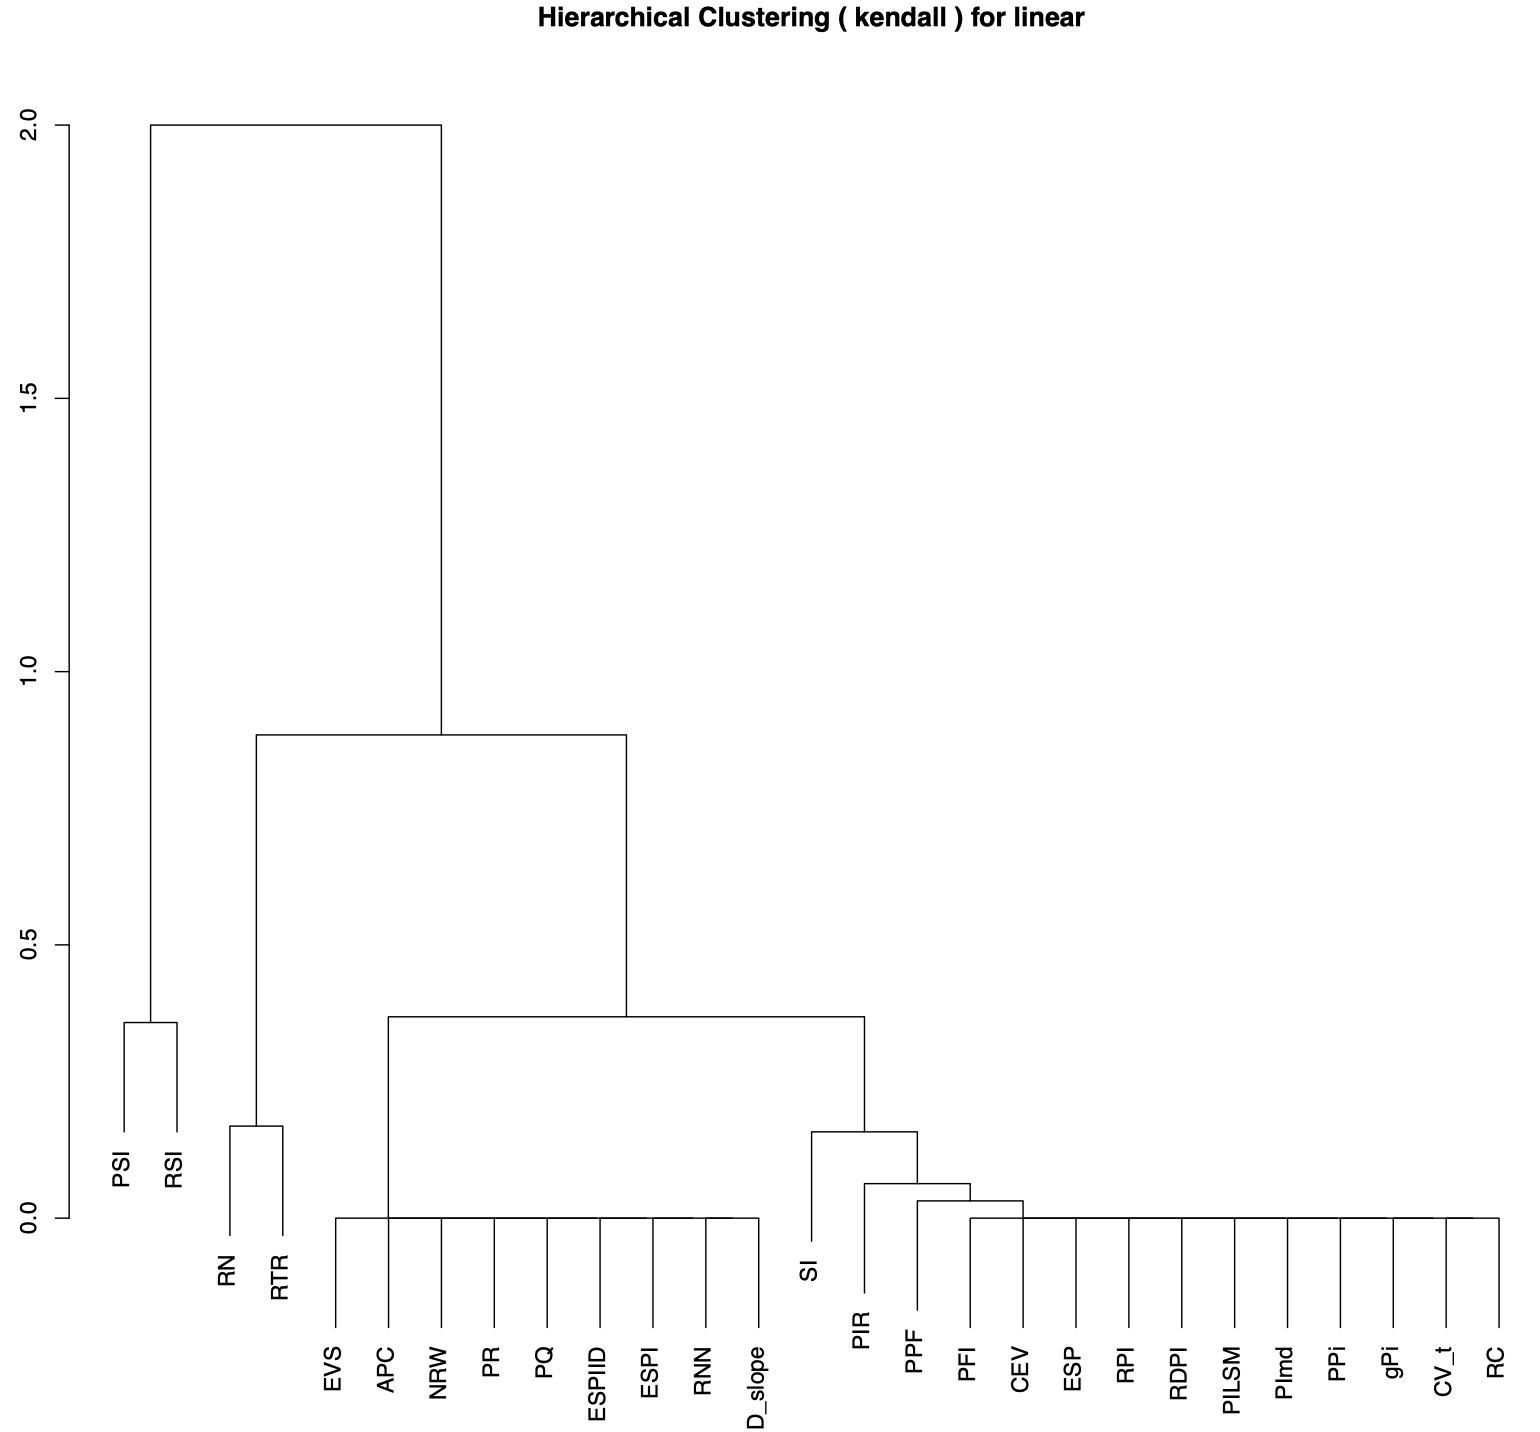 Hierarchical Clustering ( kendall ) for linear
2.0
1.5
1.0
0.5
0.0
PSI
RSI
RN
RTR
EVS
APC
NRW
PR
PQ
ESPIID
ESPI
RNN
D_slope
SI
PIR
PPF
PFI
CEV
ESP
RPI
RDPI
PILSM
PImd
PPi
gPi
CV_t
RC